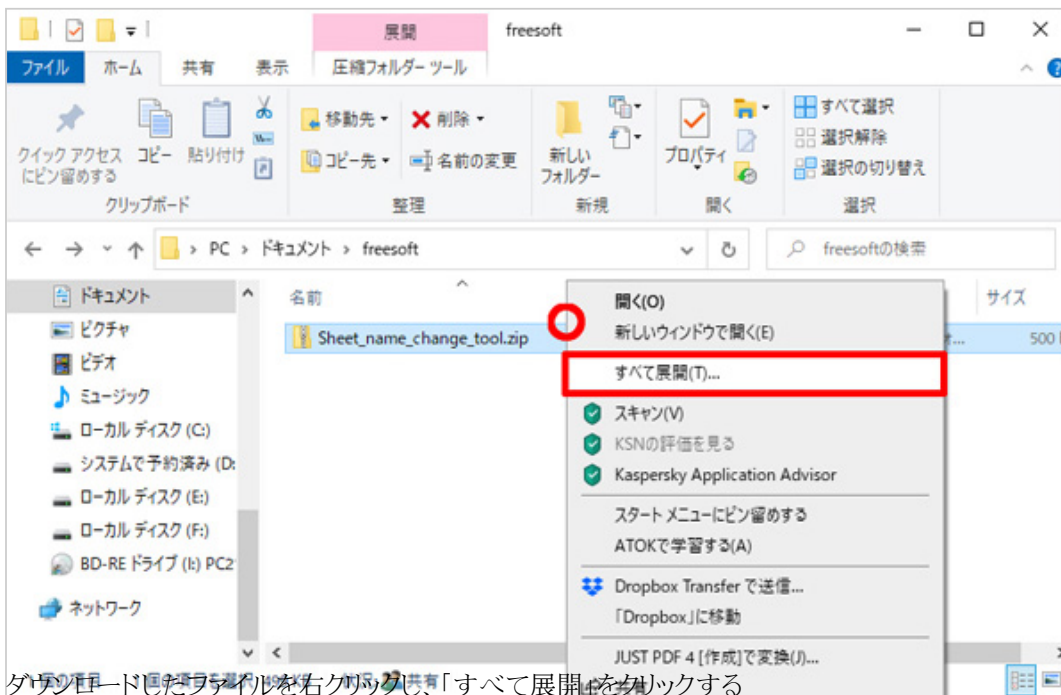 展開
freesoft
ファイル
ホーム
共有
表示
圧縮フォルダー ツール
クイック アクセス
にピン留めする
コピー
貼り付け
移動先
削除
コピー先
名前の変更
新しい
フォルダー
プロパティ
すべて選択
選択解除
選択の切り替え
クリップボード
整理
新規
開く
選択
PC › ドキュメント › freesoft
freesoftの検索
ドキュメント
ピクチャ
ビデオ
ミュージック
ローカル ディスク (C:)
システムで予約済み (D:
ローカル ディスク (E:)
ローカル ディスク (F:)
BD-RE ドライブ (I:) PC2
ネットワーク
名前
サイズ
Sheet_name_change_tool.zip
500
開く(O)
新しいウィンドウで開く(E)
すべて展開(T)...
スキャン(V)
KSNの評価を見る
Kaspersky Application Advisor
スタート メニューにピン留めする
ATOKで学習する(A)
Dropbox Transfer で送信...
「Dropbox」に移動
JUST PDF 4 [作成]で変換(J)...
ダウンロードしたファイルを右クリックし、「すべて展開」をクリックする